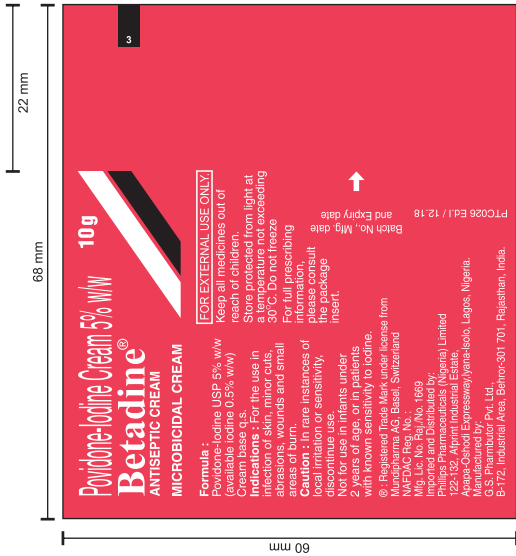 22 mm
68 mm
60 mm
3
Povidone-Iodine Cream 5% w/w 10g
Betadine®
ANTISEPTIC CREAM
MICROBICIDAL CREAM
Formula :
Povidone-Iodine USP 5% w/w
(available iodine 0.5% w/w)
Cream base q.s.
Indications : For the use in
infection of skin, minor cuts,
abrasions, wounds and small
areas of burn.
Caution : In rare instances of
local irritation or sensitivity,
discontinue use.
Not for use in infants under
2 years of age, or in patients
with known sensitivity to iodine.
® : Registered Trade Mark under license from
Mundipharma AG, Basel, Switzerland
NAFDAC Regd No. :
Mfg. Lic No. Raj./No. 1669
Imported and Distributed by:
Phillips Pharmaceuticals (Nigeria) Limited
122-132, Afprint Industrial Estate,
Apapa-Oshodi Expressway,Iyana-isolo, Lagos, Nigeria.
Manufactured by:
G.S. Pharmbutor Pvt. Ltd.,
B-172, Industrial Area, Behror-301 701, Rajasthan, India.
FOR EXTERNAL USE ONLY.
Keep all medicines out of
reach of children.
Store protected from light at
a temperature not exceeding
30°C. Do not freeze
For full prescribing
information,
please consult
the package
insert.
Batch No., Mfg. date
and Expiry date
PTC026 Ed.I / 12.18